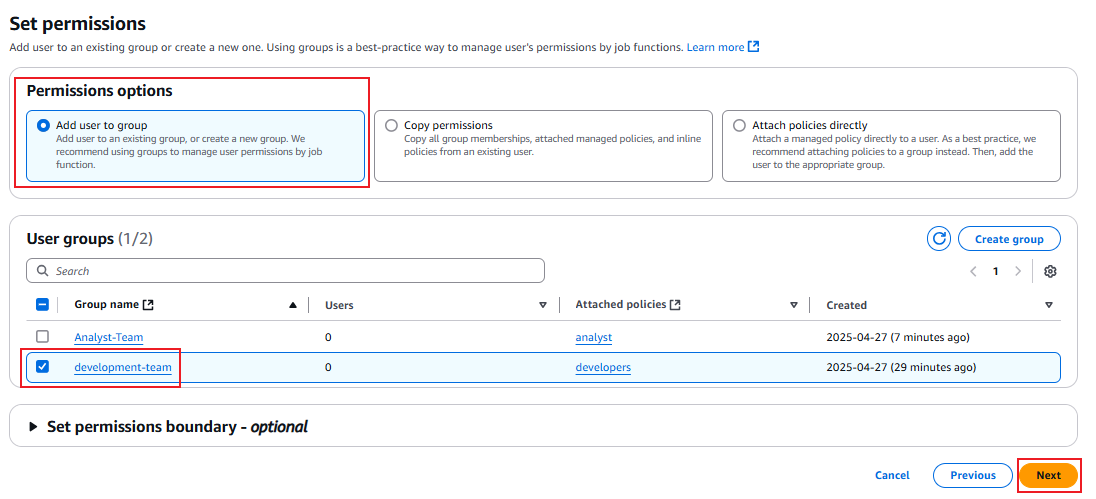 Set permissions
Add user to an existing group or create a new one. Using groups is a best-practice way to manage user's permissions by job functions. Learn more
Permissions options
Add user to group
Add user to an existing group, or create a new group. We
recommend using groups to manage user permissions by job
function.
Copy permissions
Copy all group memberships, attached managed policies, and inline
policies from an existing user.
Attach policies directly
Attach a managed policy directly to a user. As a best practice, we
recommend attaching policies to a group instead. Then, add the
user to the appropriate group.
User groups (1/2)
Create group
Search
1
Group name Users Attached policies Created
Analyst-Team 0 analyst 2025-04-27 (7 minutes ago)
development-team 0 developers 2025-04-27 (29 minutes ago)
Set permissions boundary - optional
Cancel Previous Next